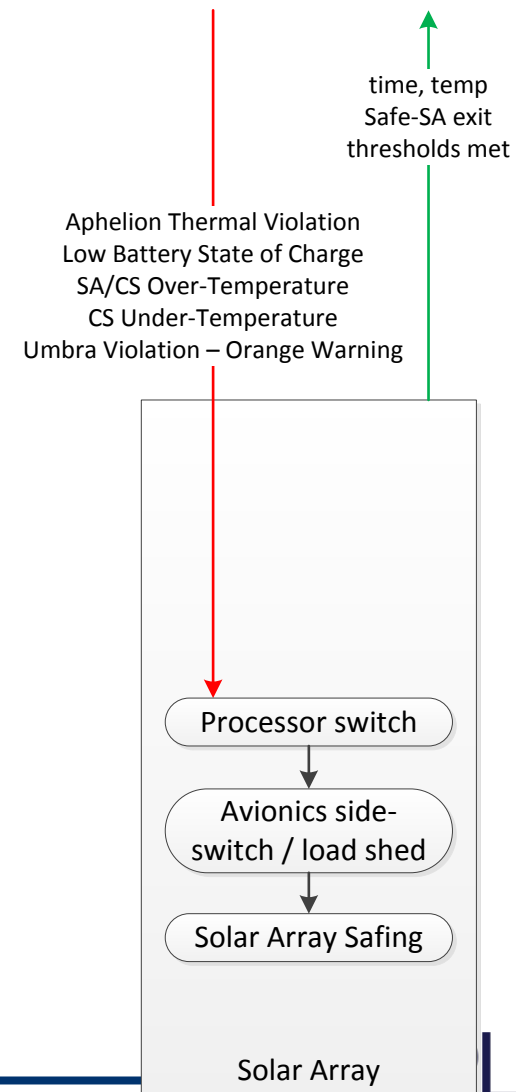 time, temp
Safe-SA exit
thresholds met
Aphelion Thermal Violation
Low Battery State of Charge
SA/CS Over-Temperature
CS Under-Temperature
Umbra Violation – Orange Warning
Processor switch
Avionics side-
switch / load shed
Solar Array Safing
Solar Array